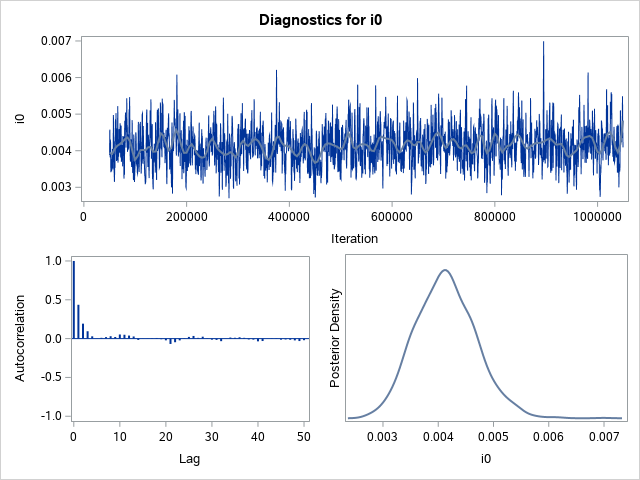 Diagnostics for i0
0.007
0.006
0.005
0.004
0.003
i0
0 200000 400000 600000 800000 1000000
Iteration
1.0
0.5
0.0
-0.5
-1.0
Autocorrelation
0 10 20 30 40 50
Lag
Posterior Density
0.003 0.004 0.005 0.006 0.007
i0